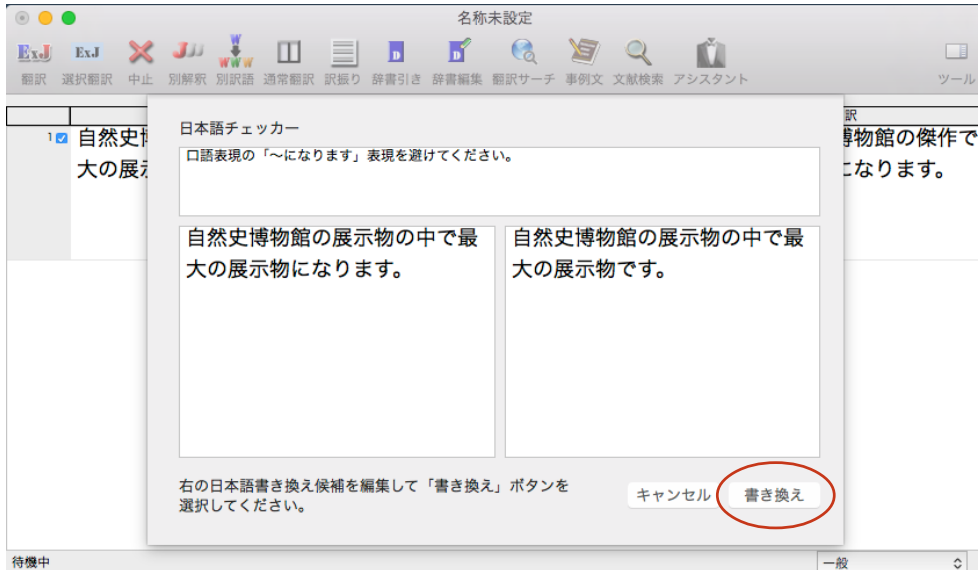 名称未設定
ExJ ExJ JJJ W WWW D D
翻訳 選択翻訳 中止 別解釈 別訳語 通常翻訳 訳振り 辞書引き 辞書編集 翻訳サーチ 事例文 文献検索 アシスタント ツール
訳
1 自然史
大の展
博物館の傑作で
になります。
日本語チェッカー
口語表現の「〜になります」表現を避けてください。
自然史博物館の展示物の中で最
大の展示物になります。
自然史博物館の展示物の中で最
大の展示物です。
右の日本語書き換え候補を編集して「書き換え」ボタンを
選択してください。
キャンセル 書き換え
待機中 一般